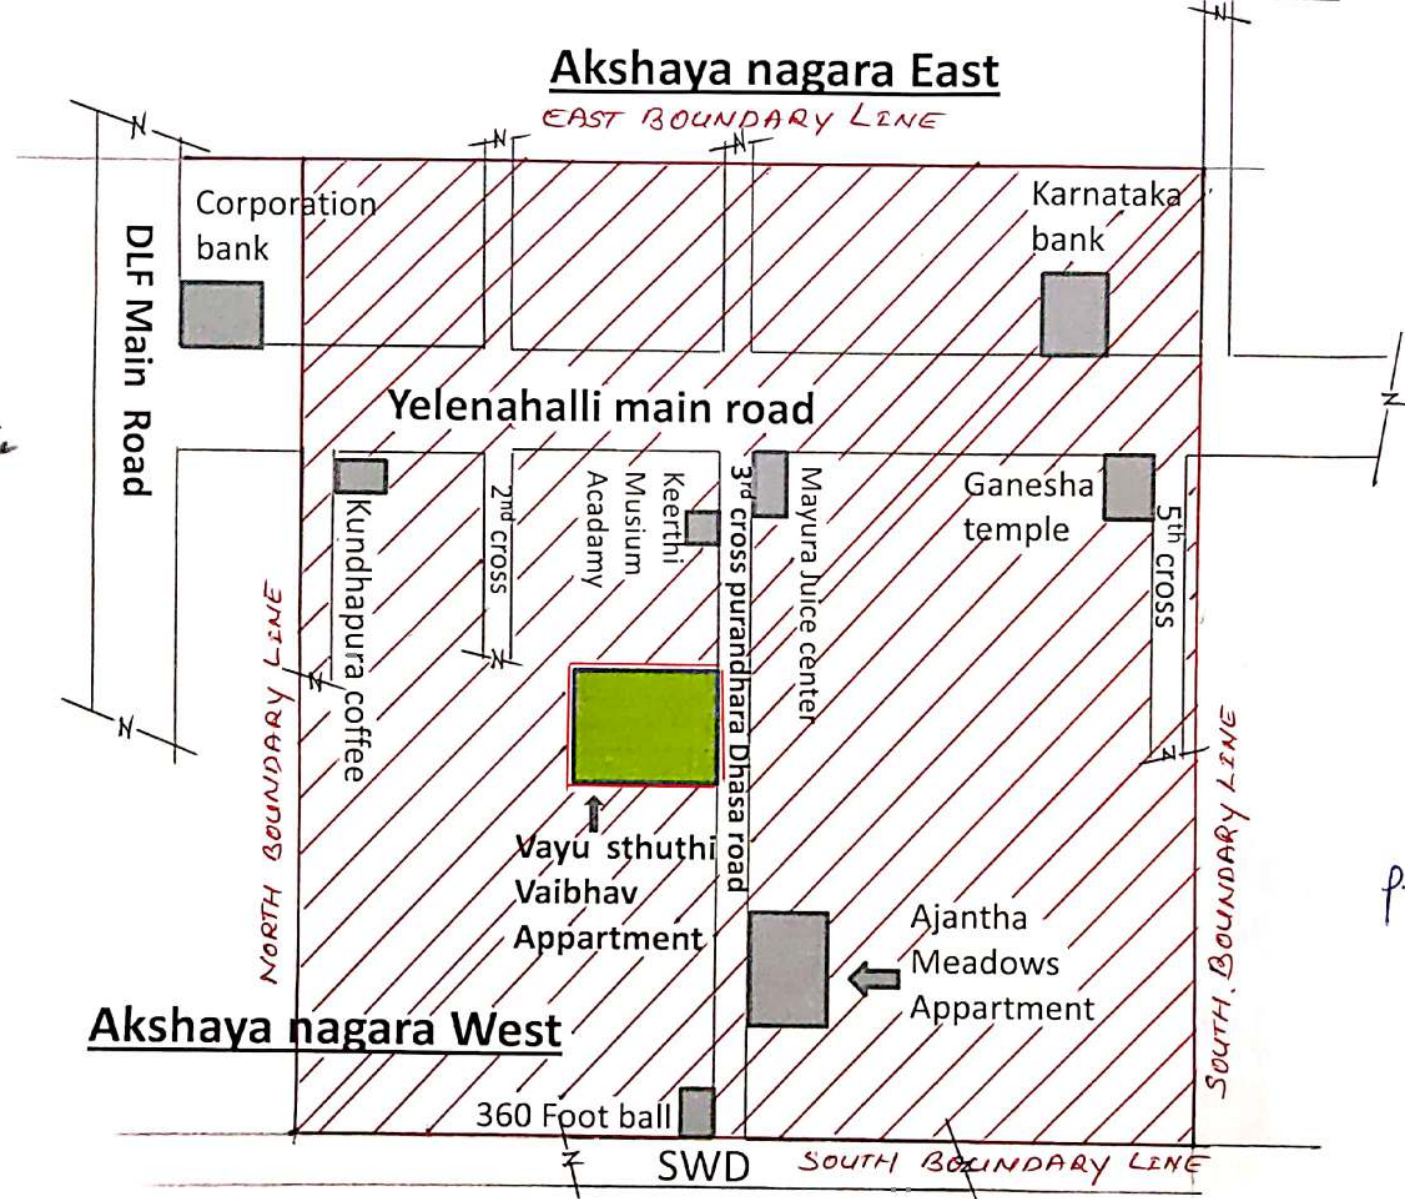 Akshaya nagara East
EAST BOUNDARY LINE
Corporation
bank
Karnataka
bank
DLF Main Road
Yelenahalli main road
Kundhapura coffee
2nd cross
Keerthi
Musium
Acadamy
3rd cross purandhara Dhasa road
Mayura Juice center
Ganesha
temple
5th cross
NORTH BOUNDARY LINE
SOUTH BOUNDARY LINE
Vayu sthuthi
Vaibhav
Appartment
Ajantha
Meadows
Appartment
Akshaya nagara West
360 Foot ball
SWD
SOUTH BOUNDARY LINE